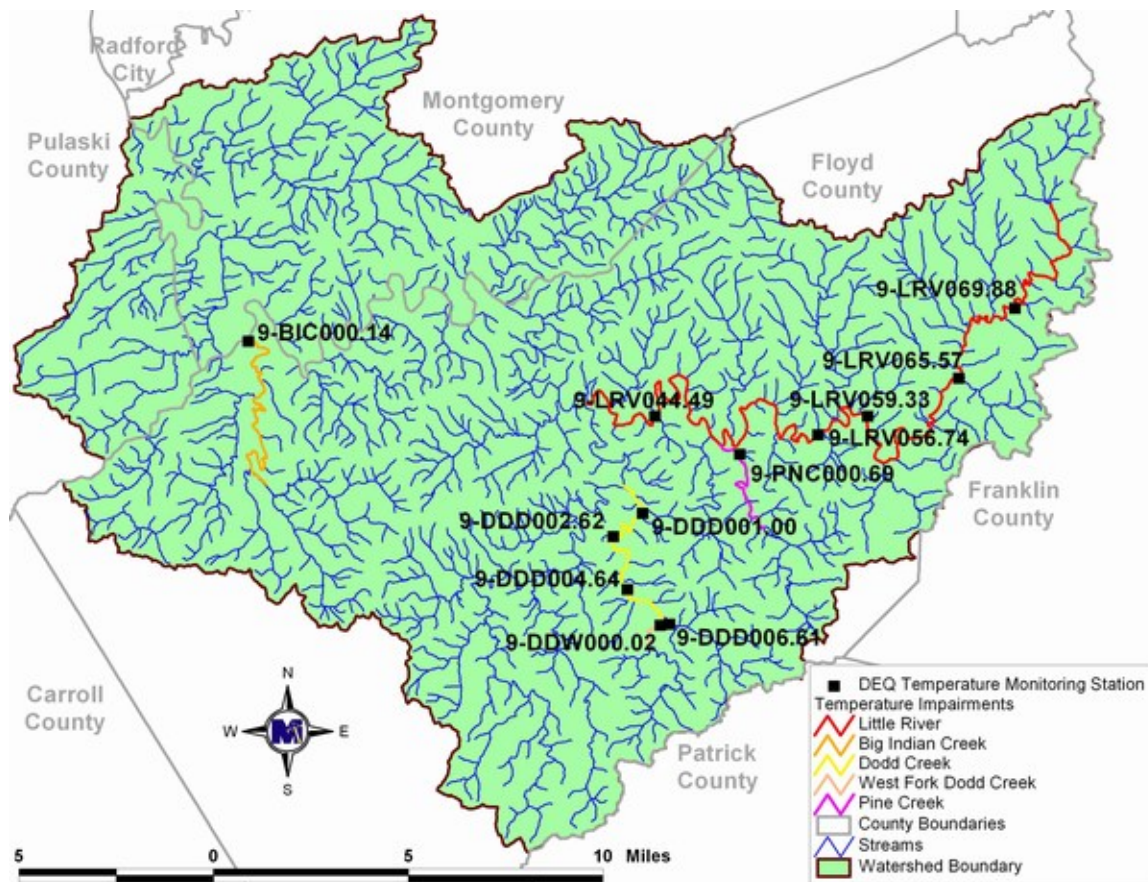 Radford
City
Montgomery
County
Pulaski
County
Floyd
County
9-LRV069.88
9-BIC000.14
9-LRV065.57
9-LRV044.49
9-LRV059.33
9-LRV056.74
9-PNC000.69
Franklin
County
9-DDD002.62
9-DDD001.00
9-DDD004.64
9-DDW000.02
9-DDD006.61
Carroll
County
N
W
E
S
Patrick
County
DEQ Temperature Monitoring Station
Temperature Impairments
Little River
Big Indian Creek
Dodd Creek
West Fork Dodd Creek
Pine Creek
County Boundaries
Streams
Watershed Boundary
5 0 5 10 Miles